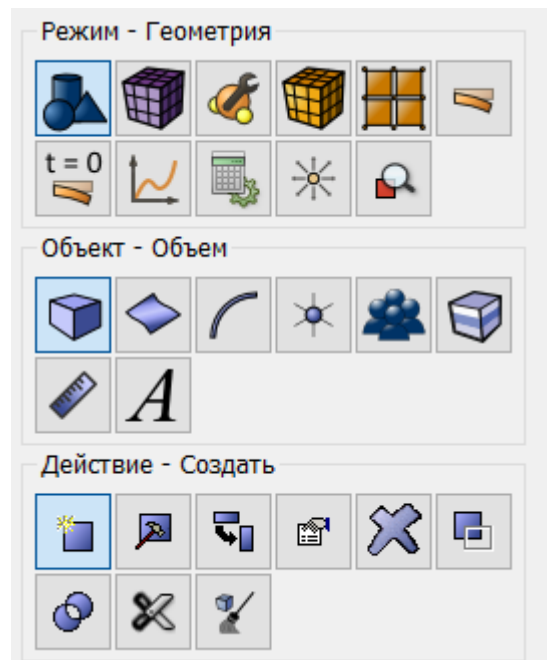 Режим - Геометрия
t = 0
Объект - Объем
A
Действие - Создать